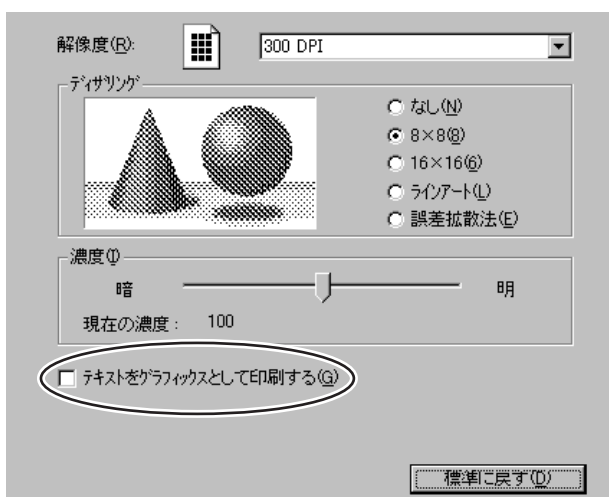 解像度(R): 300 DPI
ディザリング
なし(N)
8×8(8)
16×16(6)
ラインアート(L)
誤差拡散法(E)
濃度(I)
暗 明
現在の濃度: 100
テキストをグラフィックスとして印刷する(G)
標準に戻す(D)